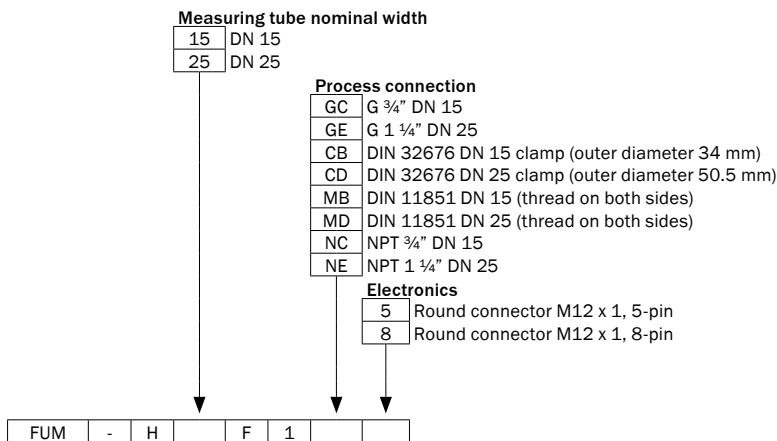 Measuring tube nominal width
15 DN 15
25 DN 25
Process connection
GC G ¾” DN 15
GE G 1 ¼” DN 25
CB DIN 32676 DN 15 clamp (outer diameter 34 mm)
CD DIN 32676 DN 25 clamp (outer diameter 50.5 mm)
MB DIN 11851 DN 15 (thread on both sides)
MD DIN 11851 DN 25 (thread on both sides)
NC NPT ¾” DN 15
NE NPT 1 ¼” DN 25
Electronics
5 Round connector M12 x 1, 5-pin
8 Round connector M12 x 1, 8-pin
FUM - H F 1